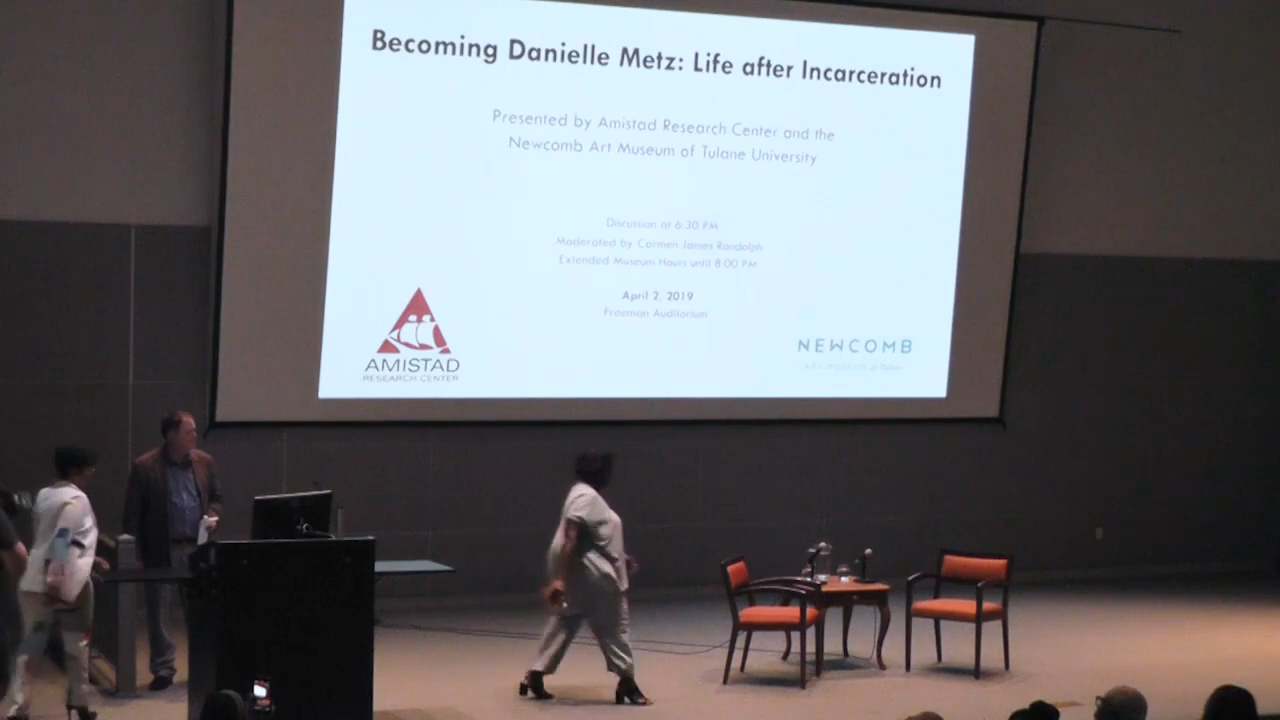 Becoming Danielle Metz: Life after Incarceration
Presented by Amistad Research Center and the
Newcomb Art Museum of Tulane University
Discussion at 6:30 PM
Moderated by Carmen James Randolph
Extended Museum Hours until 8:00 PM
April 2, 2019
Freeman Auditorium
AMISTAD
RESEARCH CENTER
NEWCOMB